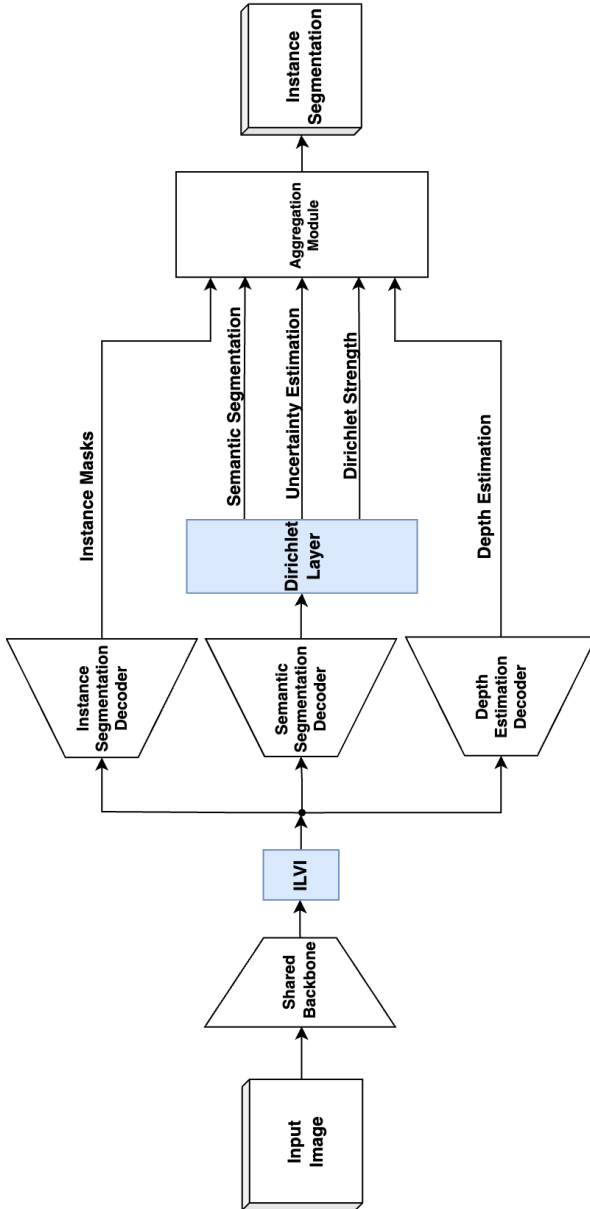 Input
Image
Shared
Backbone
ILVI
Instance
Segmentation
Decoder
Semantic
Segmentation
Decoder
Depth
Estimation
Decoder
Dirichlet
Layer
Instance Masks
Semantic Segmentation
Uncertainty Estimation
Dirichlet Strength
Depth Estimation
Aggregation
Module
Instance
Segmentation